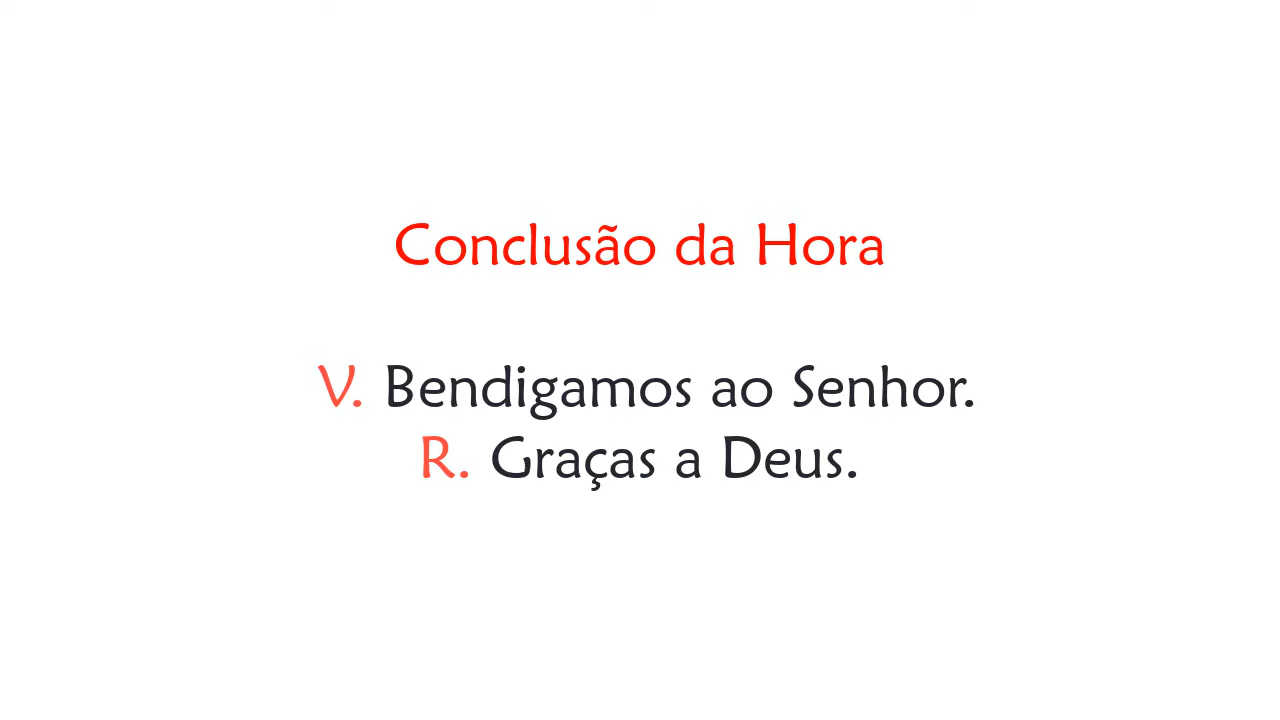 Conclusão da Hora
V. Bendigamos ao Senhor.
R. Graças a Deus.